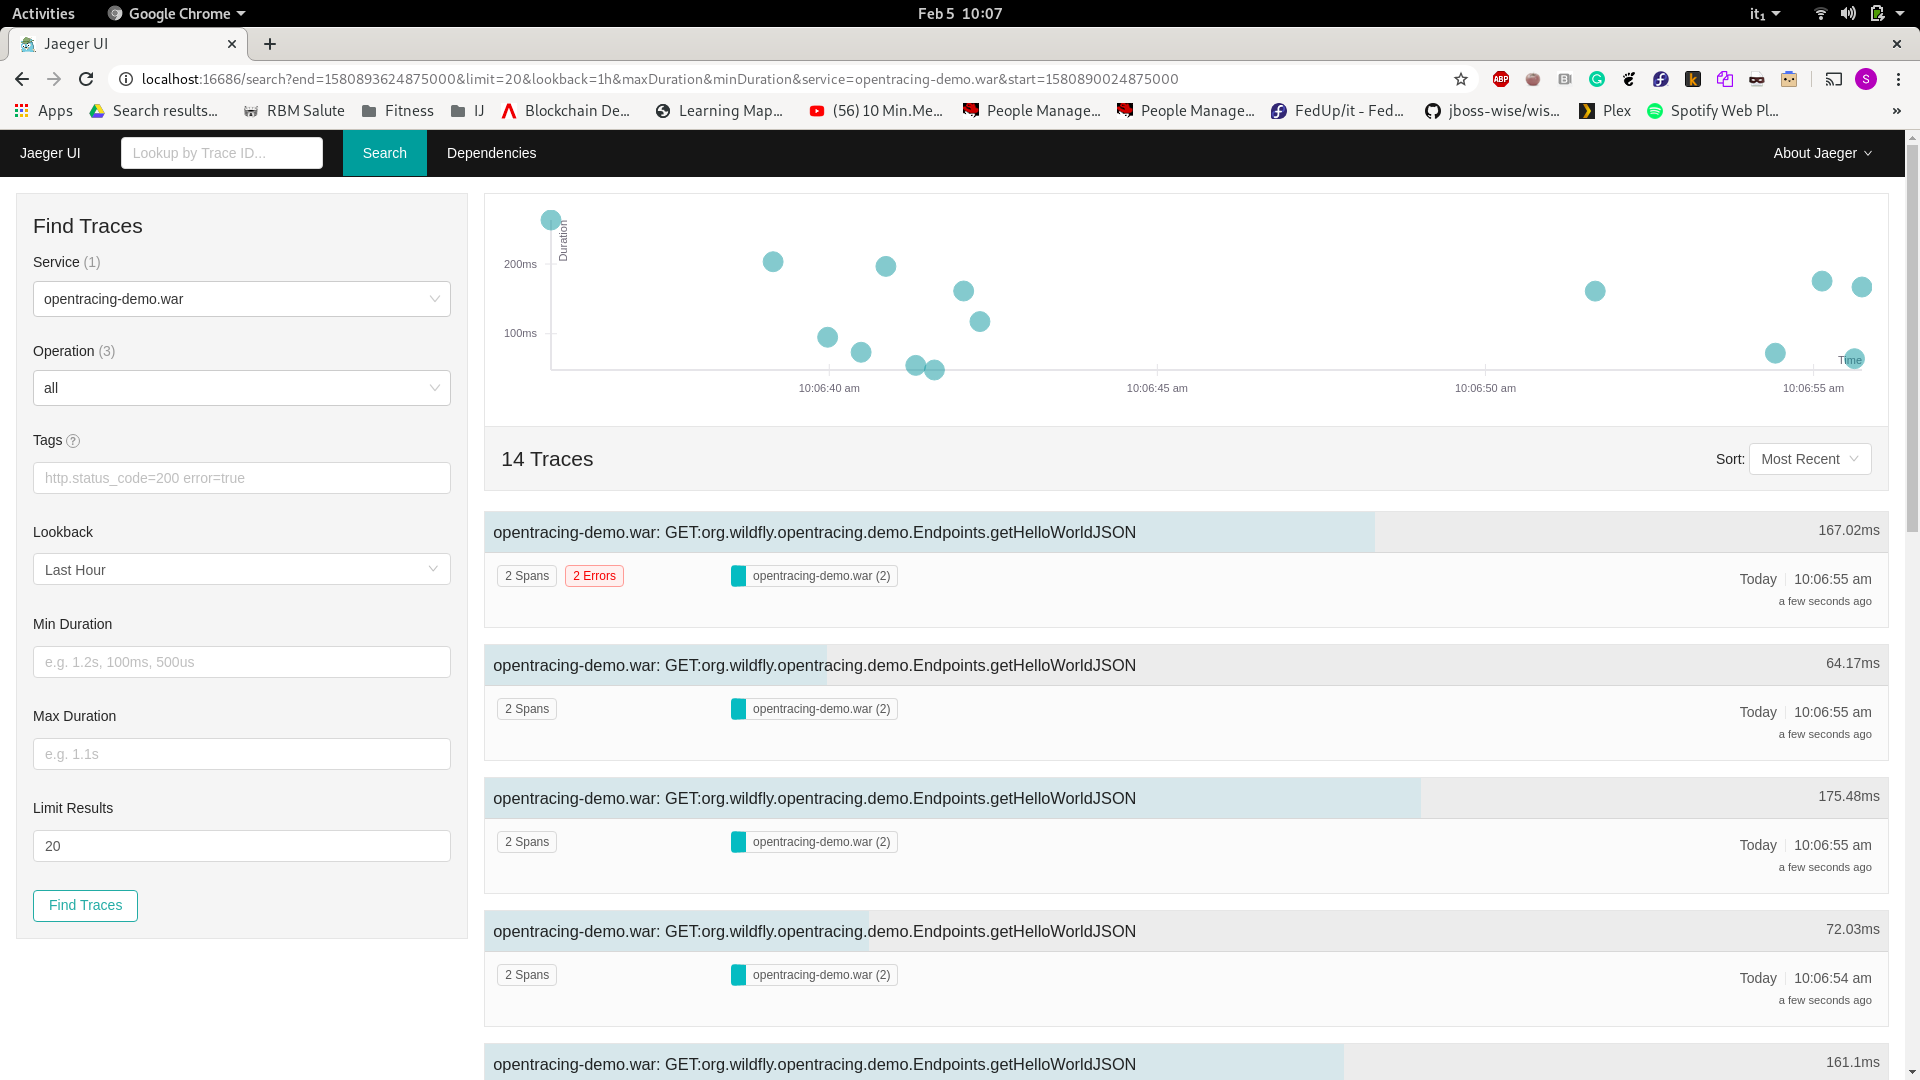 Activities Google Chrome Feb 5 10:07 it₁
Jaeger UI
localhost:16686/search?end=1580893624875000&limit=20&lookback=1h&maxDuration&minDuration&service=opentracing-demo.war&start=1580890024875000 ABP S
Apps Search results... RBM Salute Fitness IJ Blockchain De... Learning Map... (56) 10 Min.Me... People Manage... People Manage... FedUp/it - Fed... jboss-wise/wis... Plex Spotify Web Pl... »
Jaeger UI Lookup by Trace ID... Search Dependencies About Jaeger
Find Traces
Service (1)
opentracing-demo.war
Operation (3)
all
Tags ?
http.status_code=200 error=true
Lookback
Last Hour
Min Duration
e.g. 1.2s, 100ms, 500us
Max Duration
e.g. 1.1s
Limit Results
20
Find Traces
Duration
200ms
100ms
Time
10:06:40 am 10:06:45 am 10:06:50 am 10:06:55 am
14 Traces Sort: Most Recent
opentracing-demo.war: GET:org.wildfly.opentracing.demo.Endpoints.getHelloWorldJSON 167.02ms
2 Spans 2 Errors opentracing-demo.war (2) Today 10:06:55 am
a few seconds ago
opentracing-demo.war: GET:org.wildfly.opentracing.demo.Endpoints.getHelloWorldJSON 64.17ms
2 Spans opentracing-demo.war (2) Today 10:06:55 am
a few seconds ago
opentracing-demo.war: GET:org.wildfly.opentracing.demo.Endpoints.getHelloWorldJSON 175.48ms
2 Spans opentracing-demo.war (2) Today 10:06:55 am
a few seconds ago
opentracing-demo.war: GET:org.wildfly.opentracing.demo.Endpoints.getHelloWorldJSON 72.03ms
2 Spans opentracing-demo.war (2) Today 10:06:54 am
a few seconds ago
opentracing-demo.war: GET:org.wildfly.opentracing.demo.Endpoints.getHelloWorldJSON 161.1ms